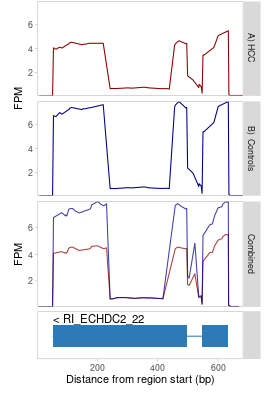 6
4
2
FPM
A) HCC
6
4
2
B) Controls
6
4
2
FPM
Combined
< RI_ECHDC2_22
200
400
600
Distance from region start (bp)